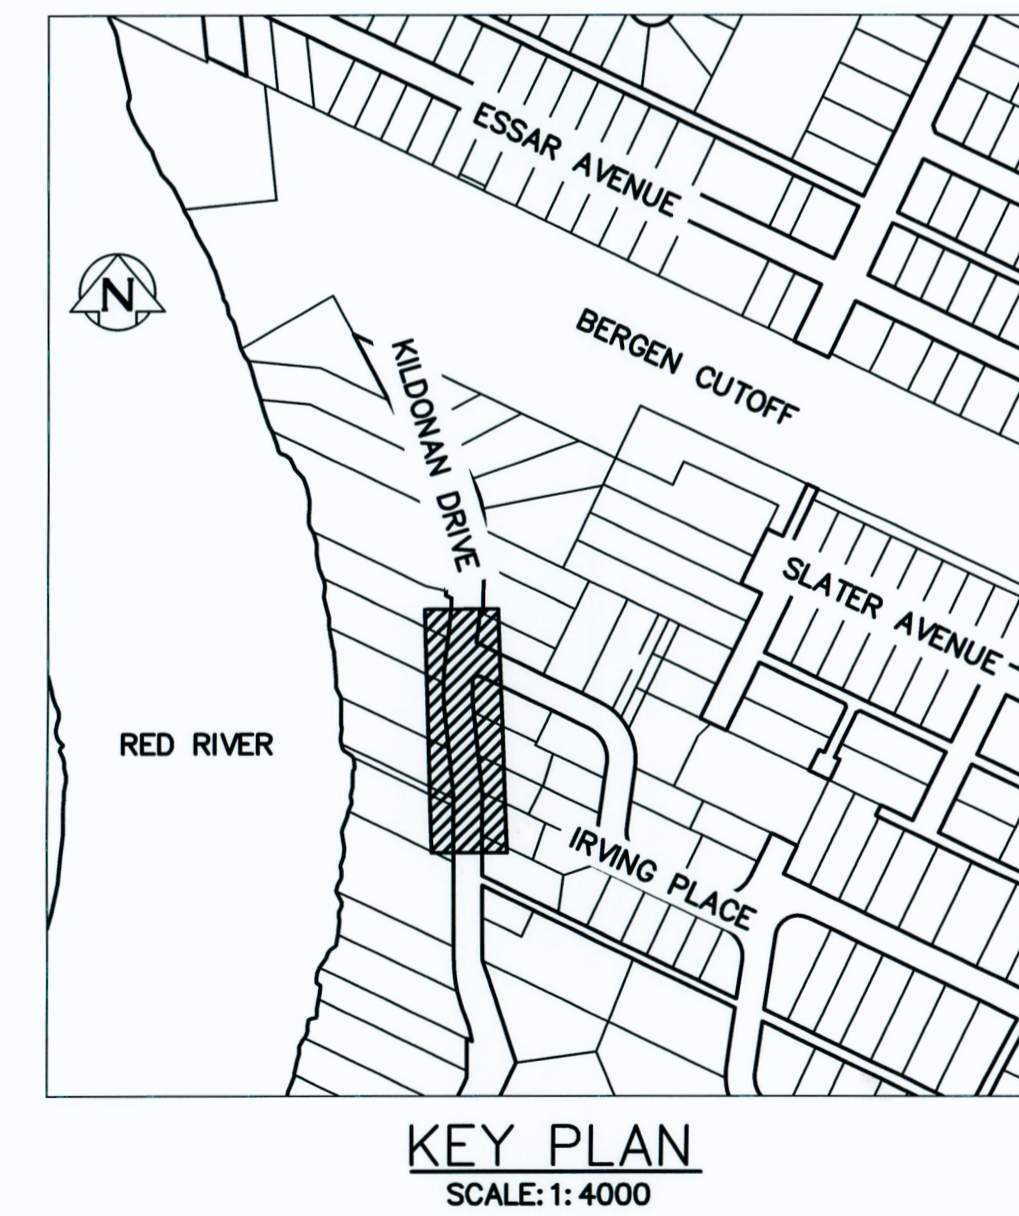 ESSAR AVENUE
N
BERGEN CUTOFF
KILDONAN DRIVE
SLATER AVENUE
RED RIVER
IRVING PLACE
KEY PLAN
SCALE: 1: 4000